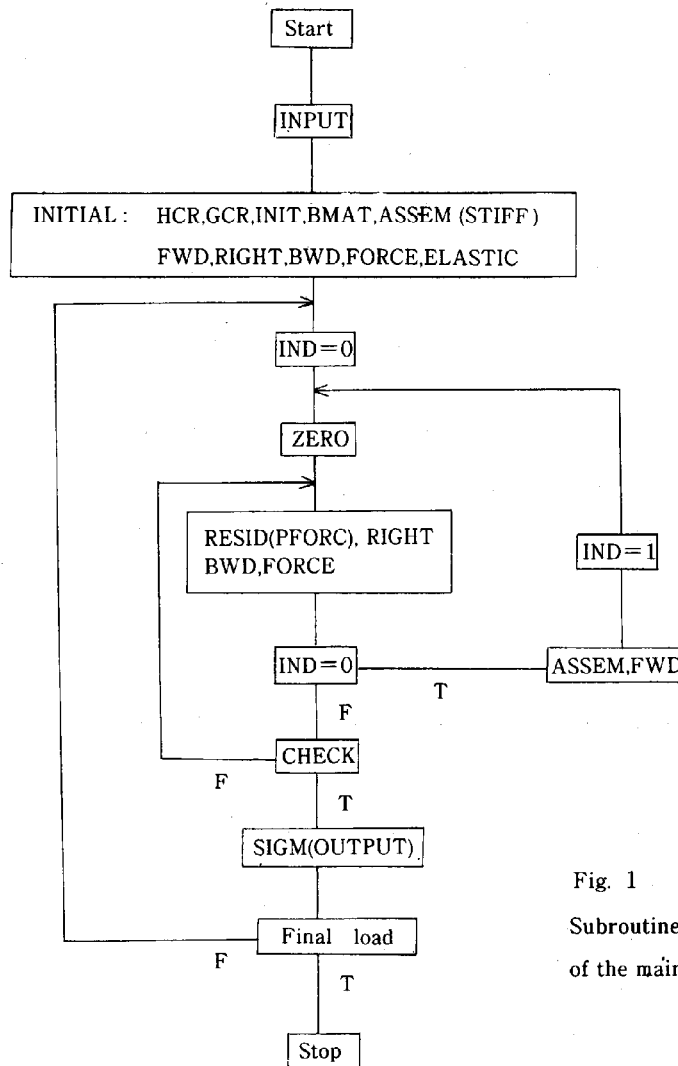 Start
INPUT
INITIAL: HCR,GCR,INIT,BMAT,ASSEM (STIFF)
FWD,RIGHT,BWD,FORCE,ELASTIC
IND=0
ZERO
RESID(PFORC), RIGHT
BWD,FORCE
IND=1
IND=0
T
ASSEM,FWD
F
CHECK
F
T
SIGM(OUTPUT)
Final load
F
T
Stop
Fig. 1
Subroutine
of the main